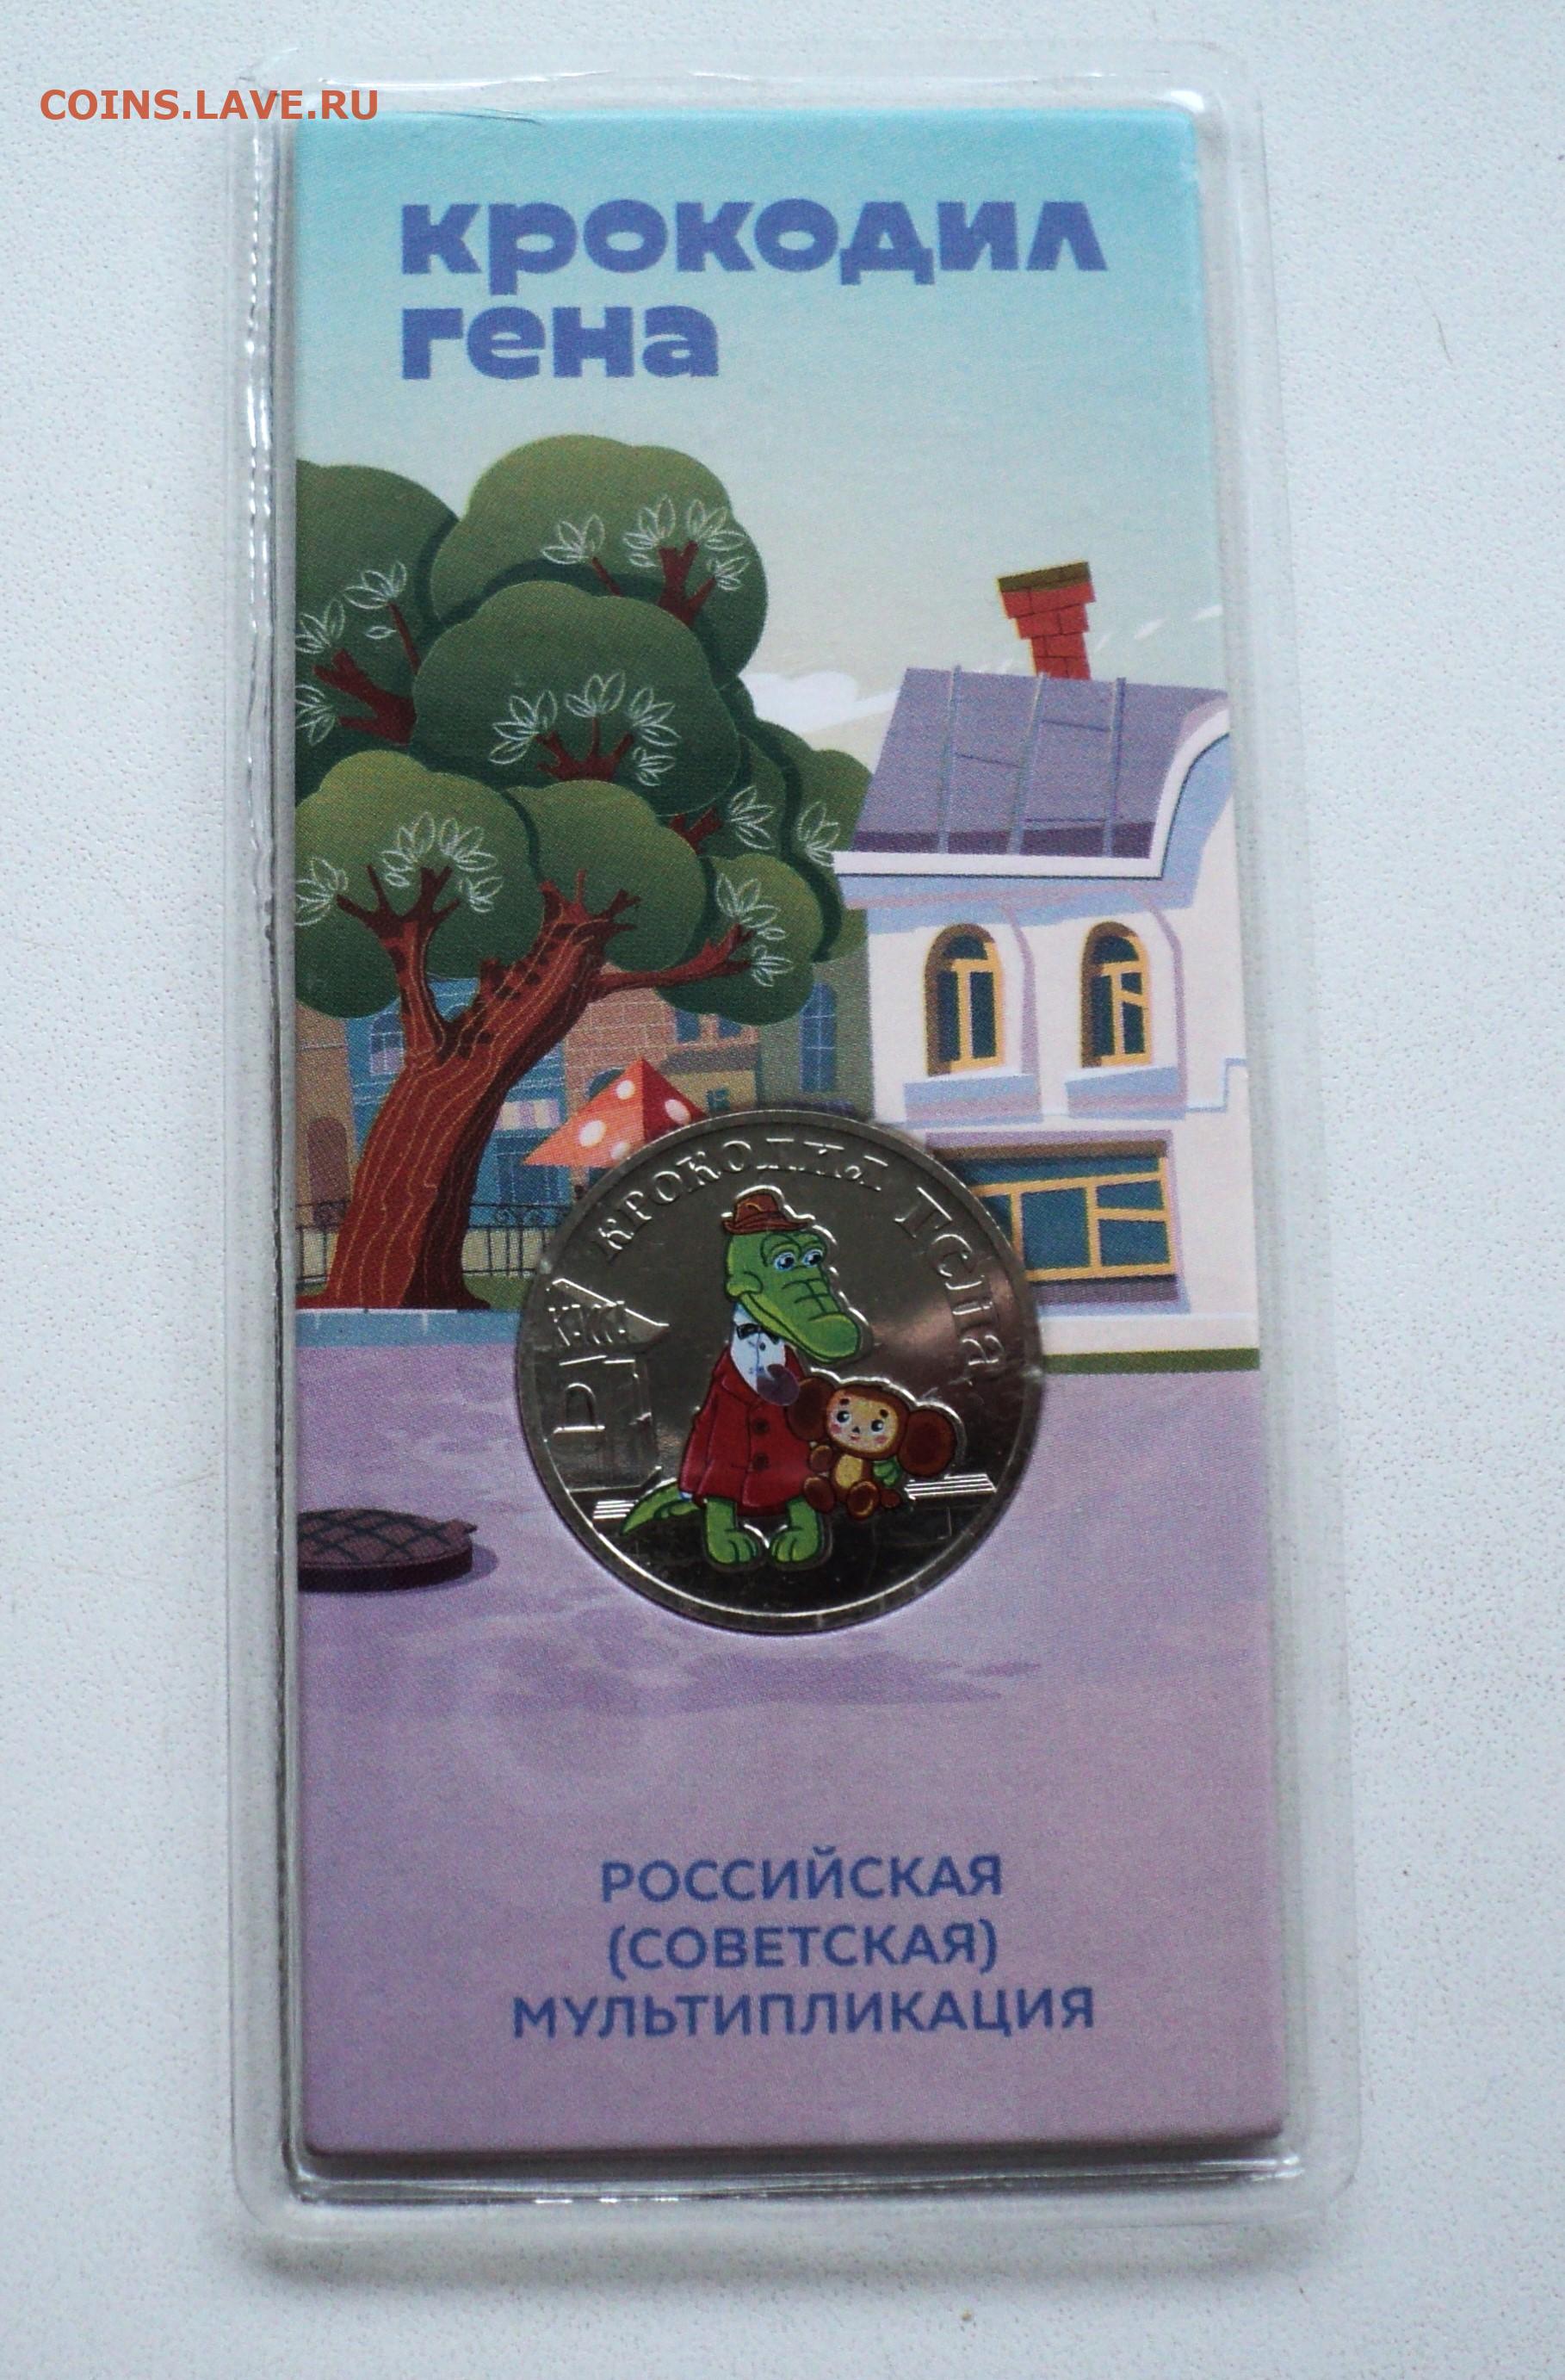 COINS.LAVE.RU
крокодил
гена
КРОКОДИЛ Гена
РОССИЙСКАЯ
(СОВЕТСКАЯ)
МУЛЬТИПЛИКАЦИЯ